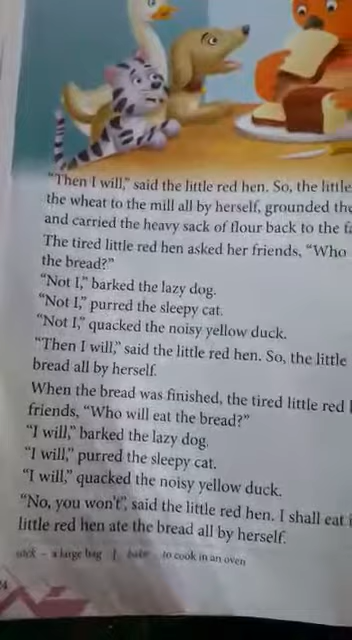 "Then I will," said the little red hen. So, the little
the wheat to the mill all by herself, grounded the
and carried the heavy sack of flour back to the
The tired little red hen asked her friends, "Who
the bread?"
"Not I," barked the lazy dog.
"Not I," purred the sleepy cat.
"Not I," quacked the noisy yellow duck.
"Then I will," said the little red hen. So, the little
bread all by herself.
When the bread was finished, the tired little red
friends, "Who will eat the bread?"
"I will," barked the lazy dog.
"I will," purred the sleepy cat.
"I will," quacked the noisy yellow duck.
"No, you won't", said the little red hen. I shall eat
little red hen ate the bread all by herself.
sack – a large bag | bake – to cook in an oven